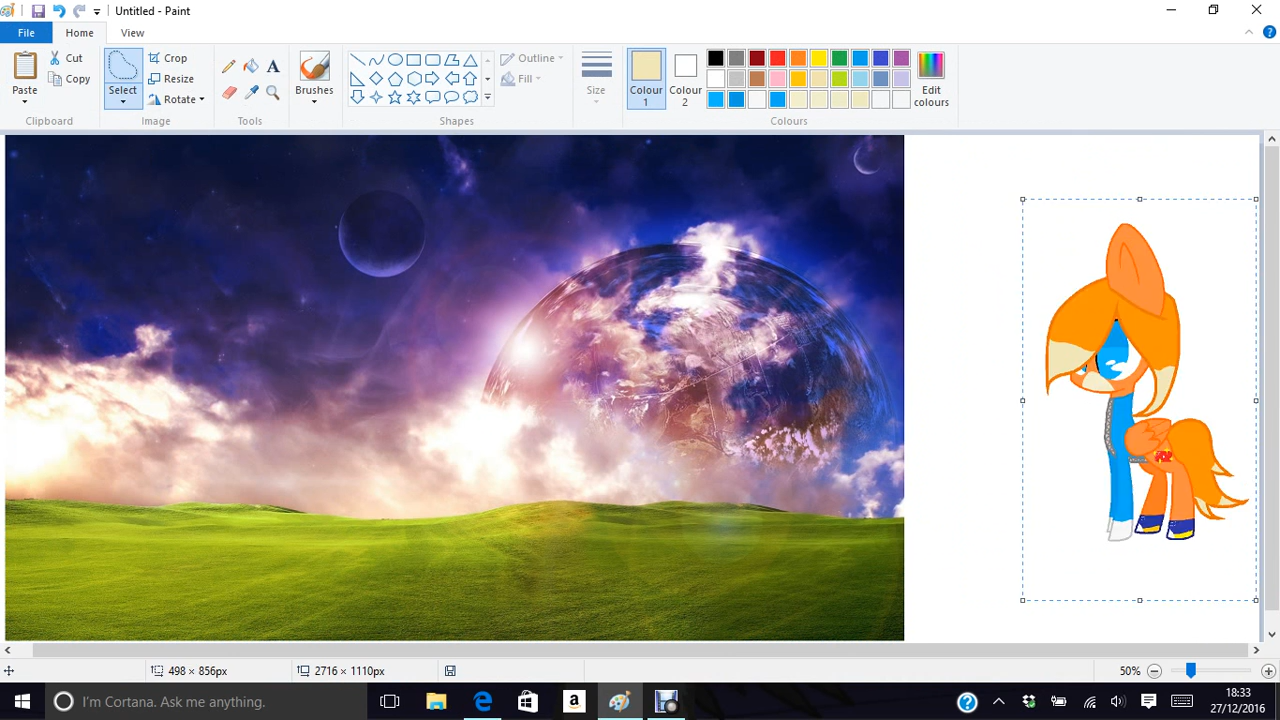 Untitled - Paint
File Home View
Paste
Cut
Copy
Clipboard
Select
Crop
Resize
Rotate
Image
Tools
Brushes
Outline
Fill
Shapes
Size
Colour 1
Colour 2
Edit colours
Colours
498 × 856px
2716 × 1110px
50%
I'm Cortana. Ask me anything.
18:33
27/12/2016